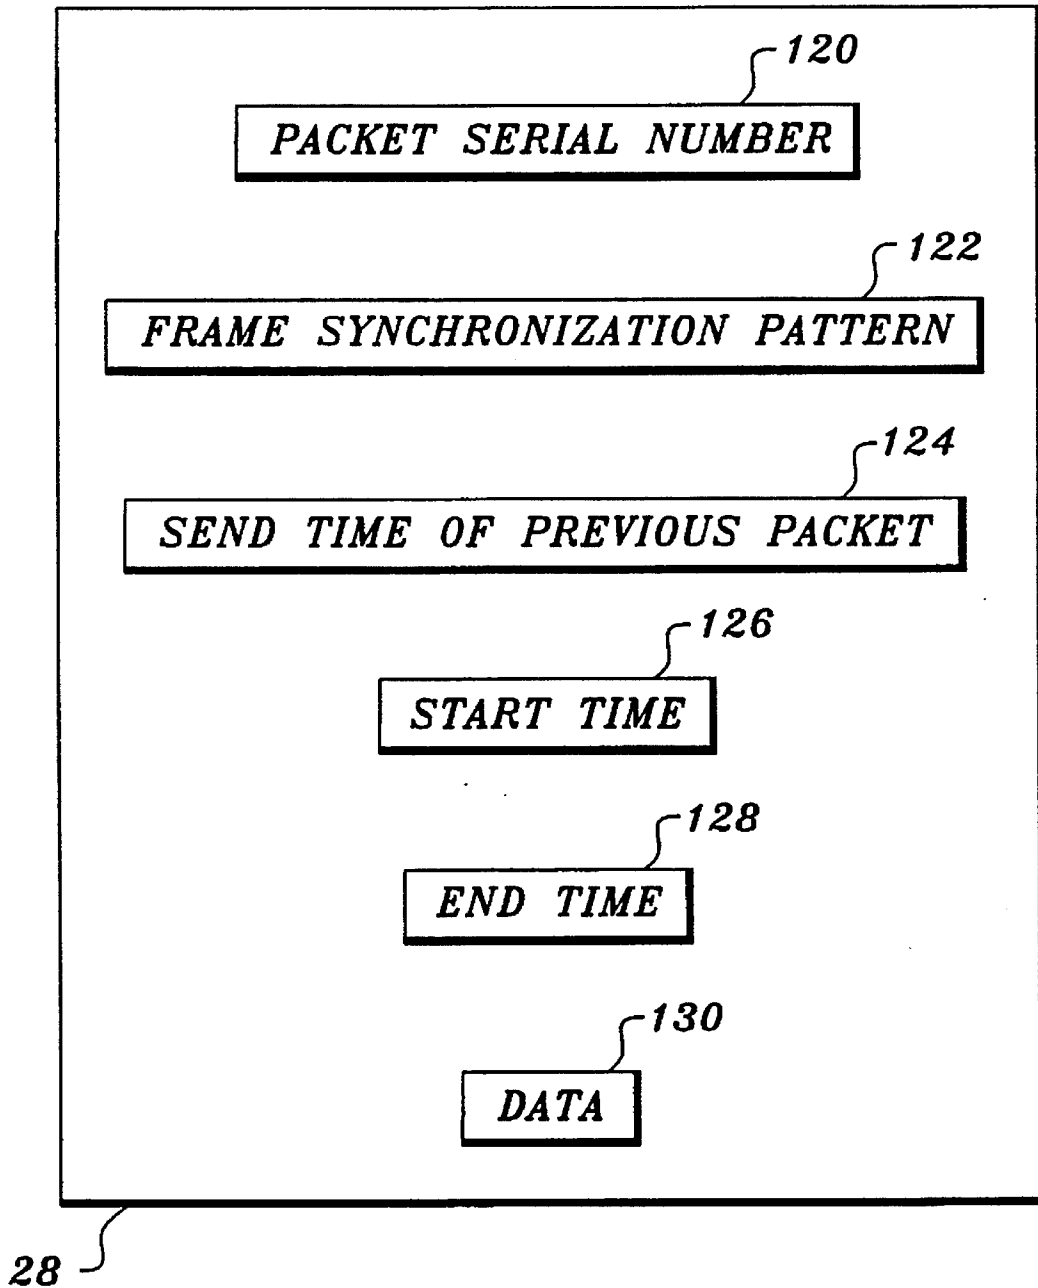 120
PACKET SERIAL NUMBER
122
FRAME SYNCHRONIZATION PATTERN
124
SEND TIME OF PREVIOUS PACKET
126
START TIME
128
END TIME
130
DATA
28